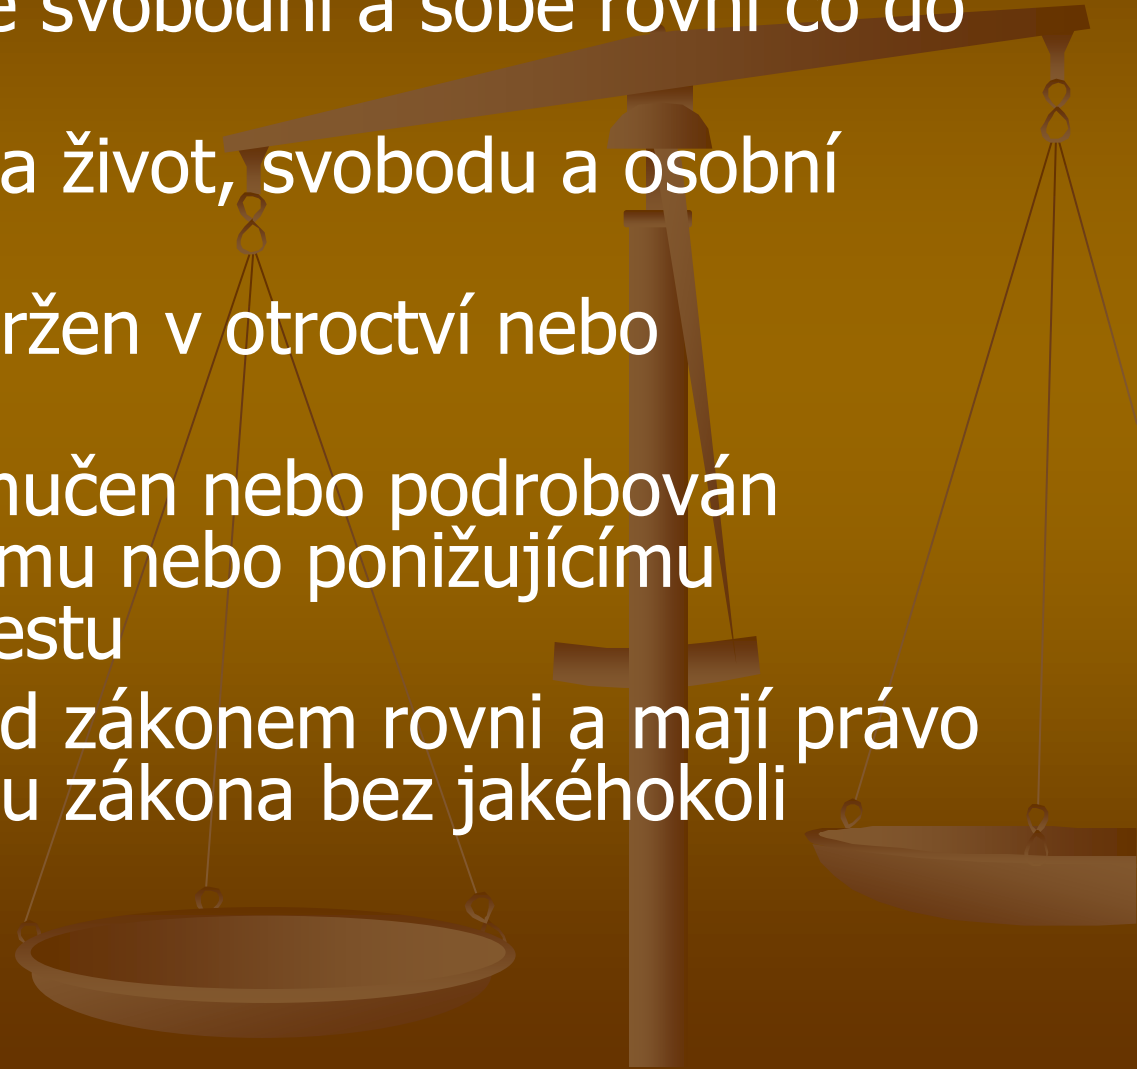 e svobodní a sobě rovní co do
a život, svobodu a osobní
ržen v otroctví nebo
mučen nebo podrobován
mu nebo ponižujícímu
estu
d zákonem rovni a mají právo
u zákona bez jakéhokoli